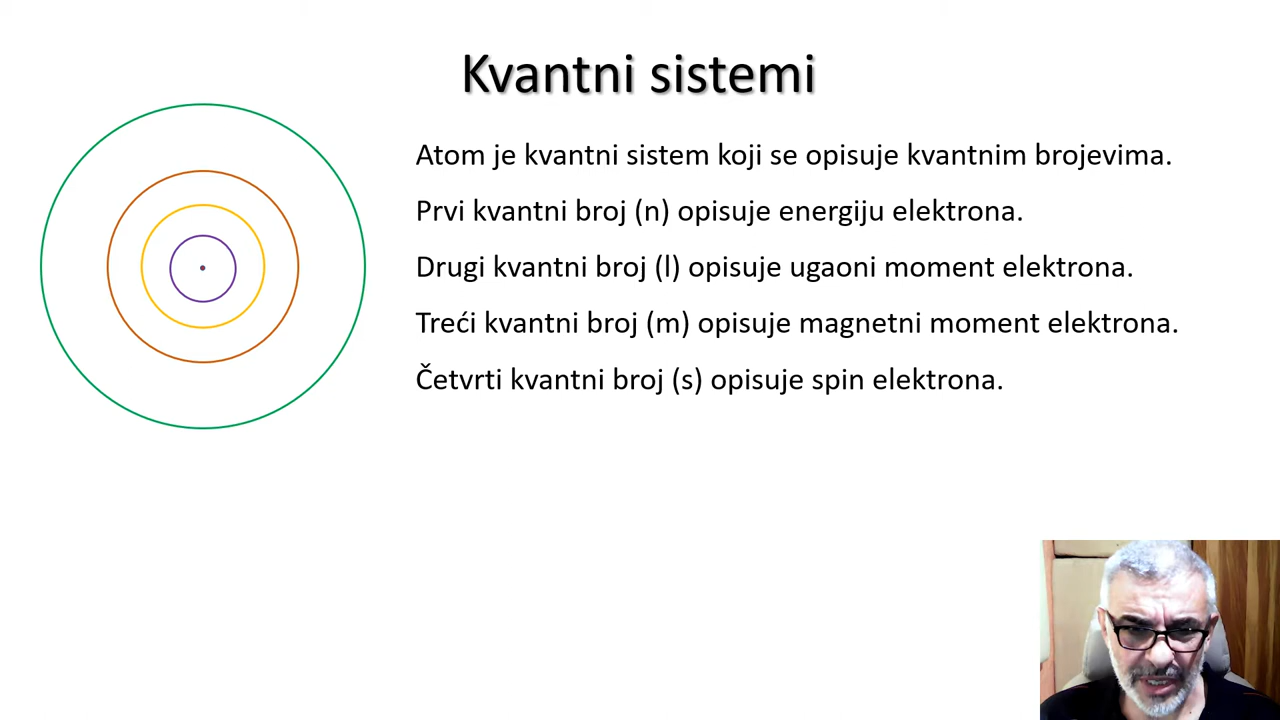 Kvantni sistemi
Atom je kvantni sistem koji se opisuje kvantnim brojevima.
Prvi kvantni broj (n) opisuje energiju elektrona.
Drugi kvantni broj (l) opisuje ugaoni moment elektrona.
Treći kvantni broj (m) opisuje magnetni moment elektrona.
Četvrti kvantni broj (s) opisuje spin elektrona.